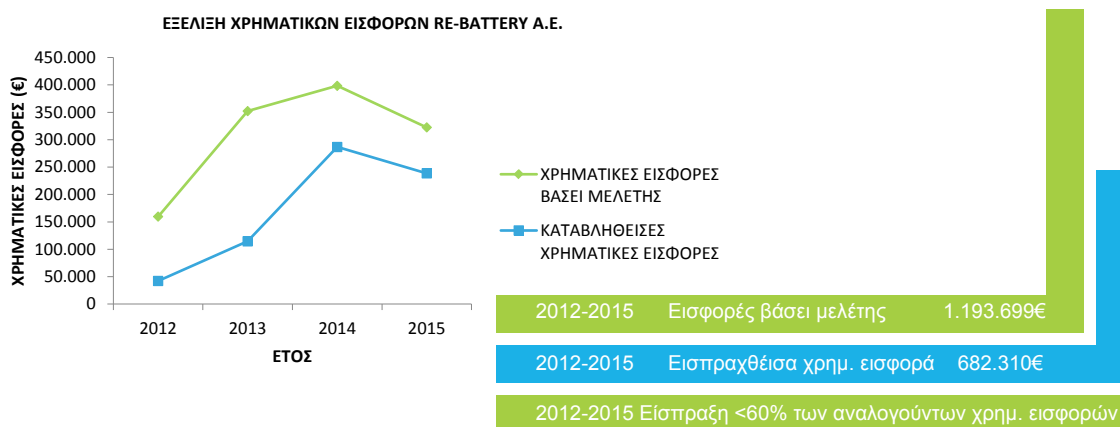 ΕΞΕΛΙΞΗ ΧΡΗΜΑΤΙΚΩΝ ΕΙΣΦΟΡΩΝ RE-BATTERY Α.Ε.
ΧΡΗΜΑΤΙΚΕΣ ΕΙΣΦΟΡΕΣ (€)
450.000
400.000
350.000
300.000
250.000
200.000
150.000
100.000
50.000
0
2012 2013 2014 2015
ΕΤΟΣ
ΧΡΗΜΑΤΙΚΕΣ ΕΙΣΦΟΡΕΣ
ΒΑΣΕΙ ΜΕΛΕΤΗΣ
ΚΑΤΑΒΛΗΘΕΙΣΕΣ
ΧΡΗΜΑΤΙΚΕΣ ΕΙΣΦΟΡΕΣ
2012-2015 Εισφορές βάσει μελέτης 1.193.699€
2012-2015 Εισπραχθείσα χρημ. εισφορά 682.310€
2012-2015 Είσπραξη <60% των αναλογούντων χρημ. εισφορών